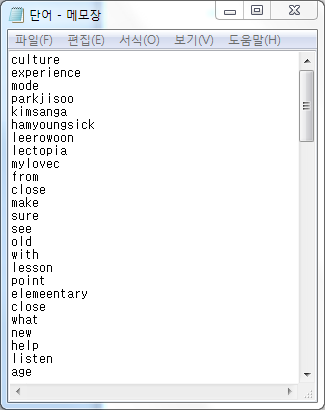 단어 - 메모장
파일(F) 편집(E) 서식(O) 보기(V) 도움말(H)
culture
experience
mode
parkjisoo
kimsanga
hamyoungsick
leerowoon
lectopia
mylovec
from
close
make
sure
see
old
with
lesson
point
elemeentary
close
what
new
help
listen
age